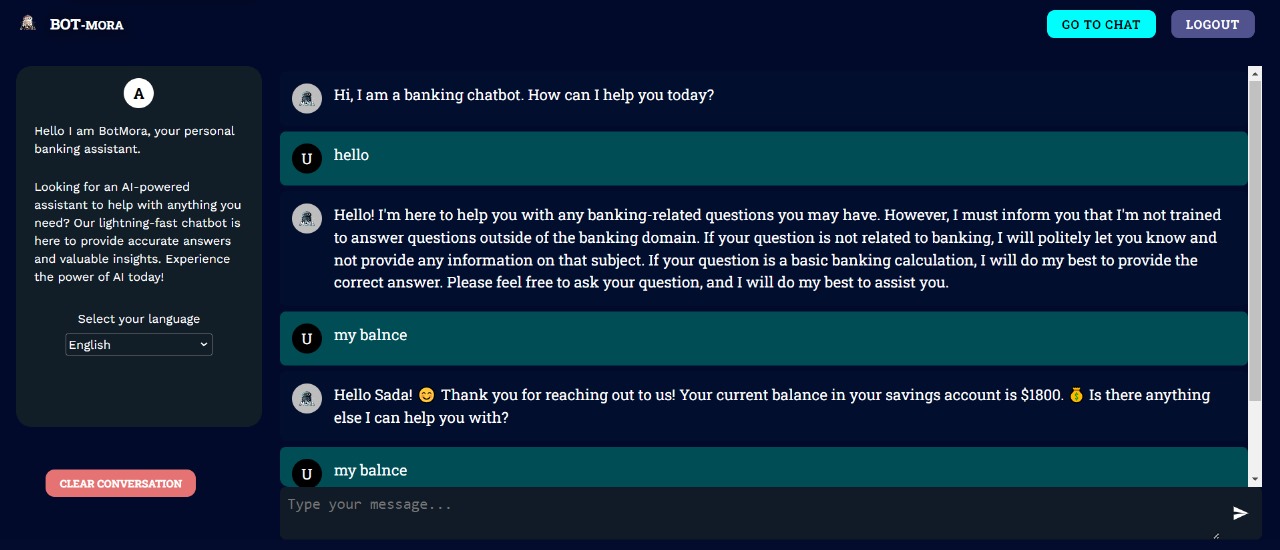 BOT-MORA
GO TO CHAT
LOGOUT
A
Hello I am BotMora, your personal
banking assistant.
Looking for an AI-powered
assistant to help with anything you
need? Our lightning-fast chatbot is
here to provide accurate answers
and valuable insights. Experience
the power of AI today!
Select your language
English
CLEAR CONVERSATION
Hi, I am a banking chatbot. How can I help you today?
U
hello
Hello! I'm here to help you with any banking-related questions you may have. However, I must inform you that I'm not trained
to answer questions outside of the banking domain. If your question is not related to banking, I will politely let you know and
not provide any information on that subject. If your question is a basic banking calculation, I will do my best to provide the
correct answer. Please feel free to ask your question, and I will do my best to assist you.
U
my balnce
Hello Sada! 😊 Thank you for reaching out to us! Your current balance in your savings account is $1800. 💰 Is there anything
else I can help you with?
U
my balnce
Type your message...